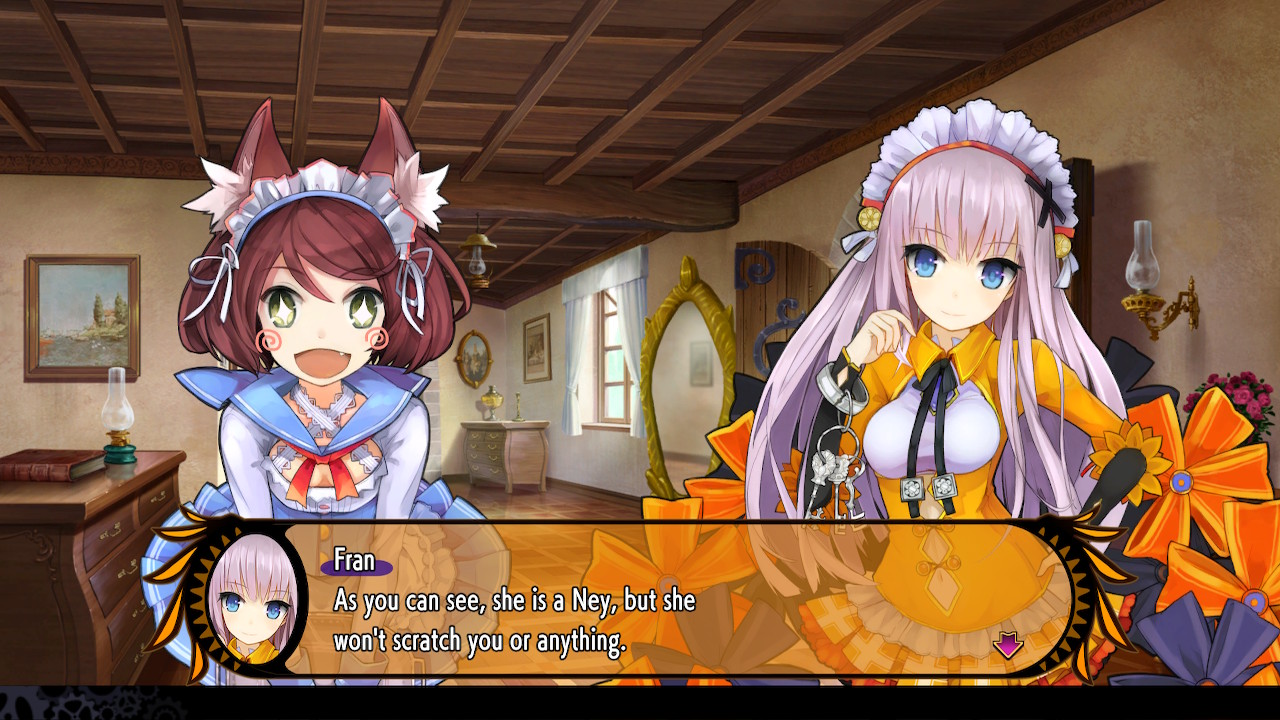 Fran
As you can see, she is a Ney, but she
won't scratch you or anything.